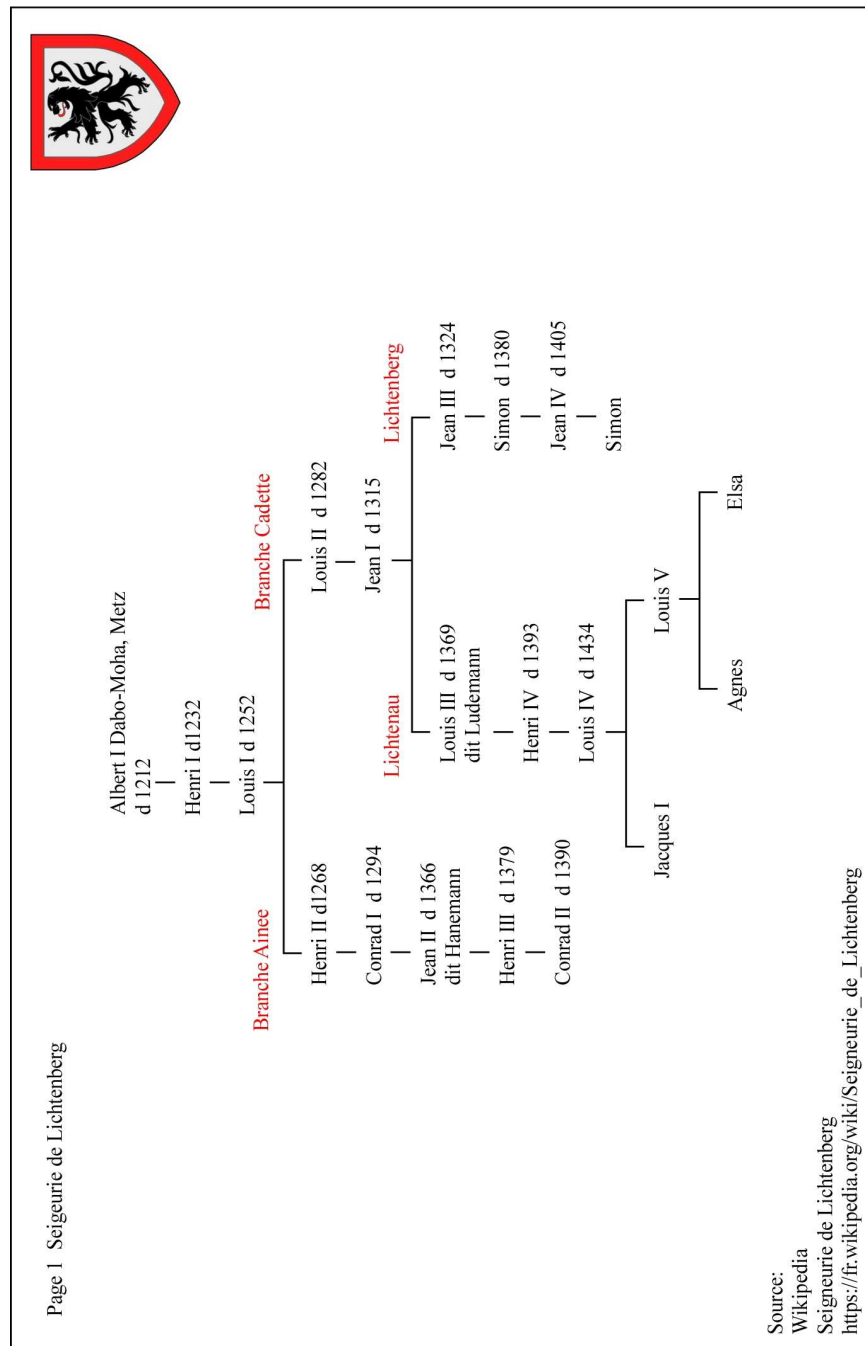 Page 1  Seigeurie de Lichtenberg
Albert I Dabo-Moha, Metz
d 1212
Henri I d1232
Louis I d 1252
Branche Ainee
Branche Cadette
Henri II d1268
Louis II  d 1282
Conrad I  d 1294
Jean I  d 1315
Lichtenau
Lichtenberg
Jean II  d 1366
dit Hanemann
Louis III  d 1369
dit Ludemann
Jean III  d 1324
Henri III  d 1379
Henri IV  d 1393
Simon  d 1380
Conrad II  d 1390
Louis IV  d 1434
Jean IV  d 1405
Simon
Jacques I
Louis V
Agnes
Elsa
Source:
Wikipedia
Seigneurie de Lichtenberg
https://fr.wikipedia.org/wiki/Seigneurie_de_Lichtenberg